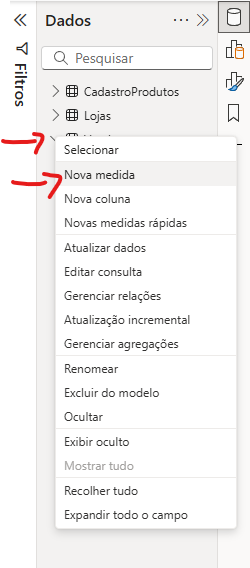 Dados
Pesquisar
Filtros
CadastroProdutos
Lojas
Selecionar
Nova medida
Nova coluna
Novas medidas rápidas
Atualizar dados
Editar consulta
Gerenciar relações
Atualização incremental
Gerenciar agregações
Renomear
Excluir do modelo
Ocultar
Exibir oculto
Mostrar tudo
Recolher tudo
Expandir todo o campo